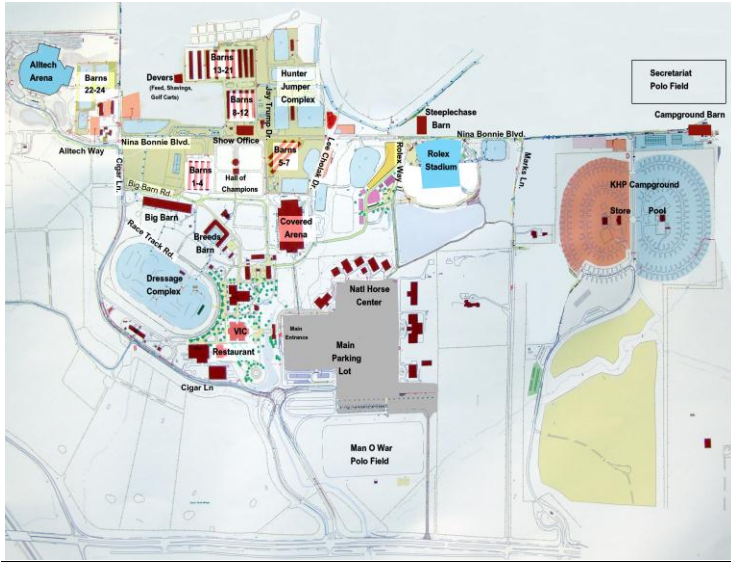 Alltech
Arena
Barns
22-24
Devers
(Feed, Shavings,
Golf Carts)
Barns
13-21
Hunter
Jumper
Complex
Jay Trump Dr.
Barns
8-12
Secretariat
Polo Field
Steeplechase
Barn
Campground Barn
Alltech Way
Nina Bonnie Blvd.
Show Office
Nina Bonnie Blvd.
Cigar Ln.
Barns
5-7
Lee Cholak Dr.
Rolex Way
Rolex
Stadium
Marks Ln.
Barns
1-4
Hall of
Champions
Big Barn Rd.
KHP Campground
Store
Pool
Big Barn
Breeds
Barn
Covered
Arena
Race Track Rd.
Dressage
Complex
Natl Horse
Center
VIC
Main
Entrance
Restaurant
Main
Parking
Lot
Cigar Ln
Man O War
Polo Field